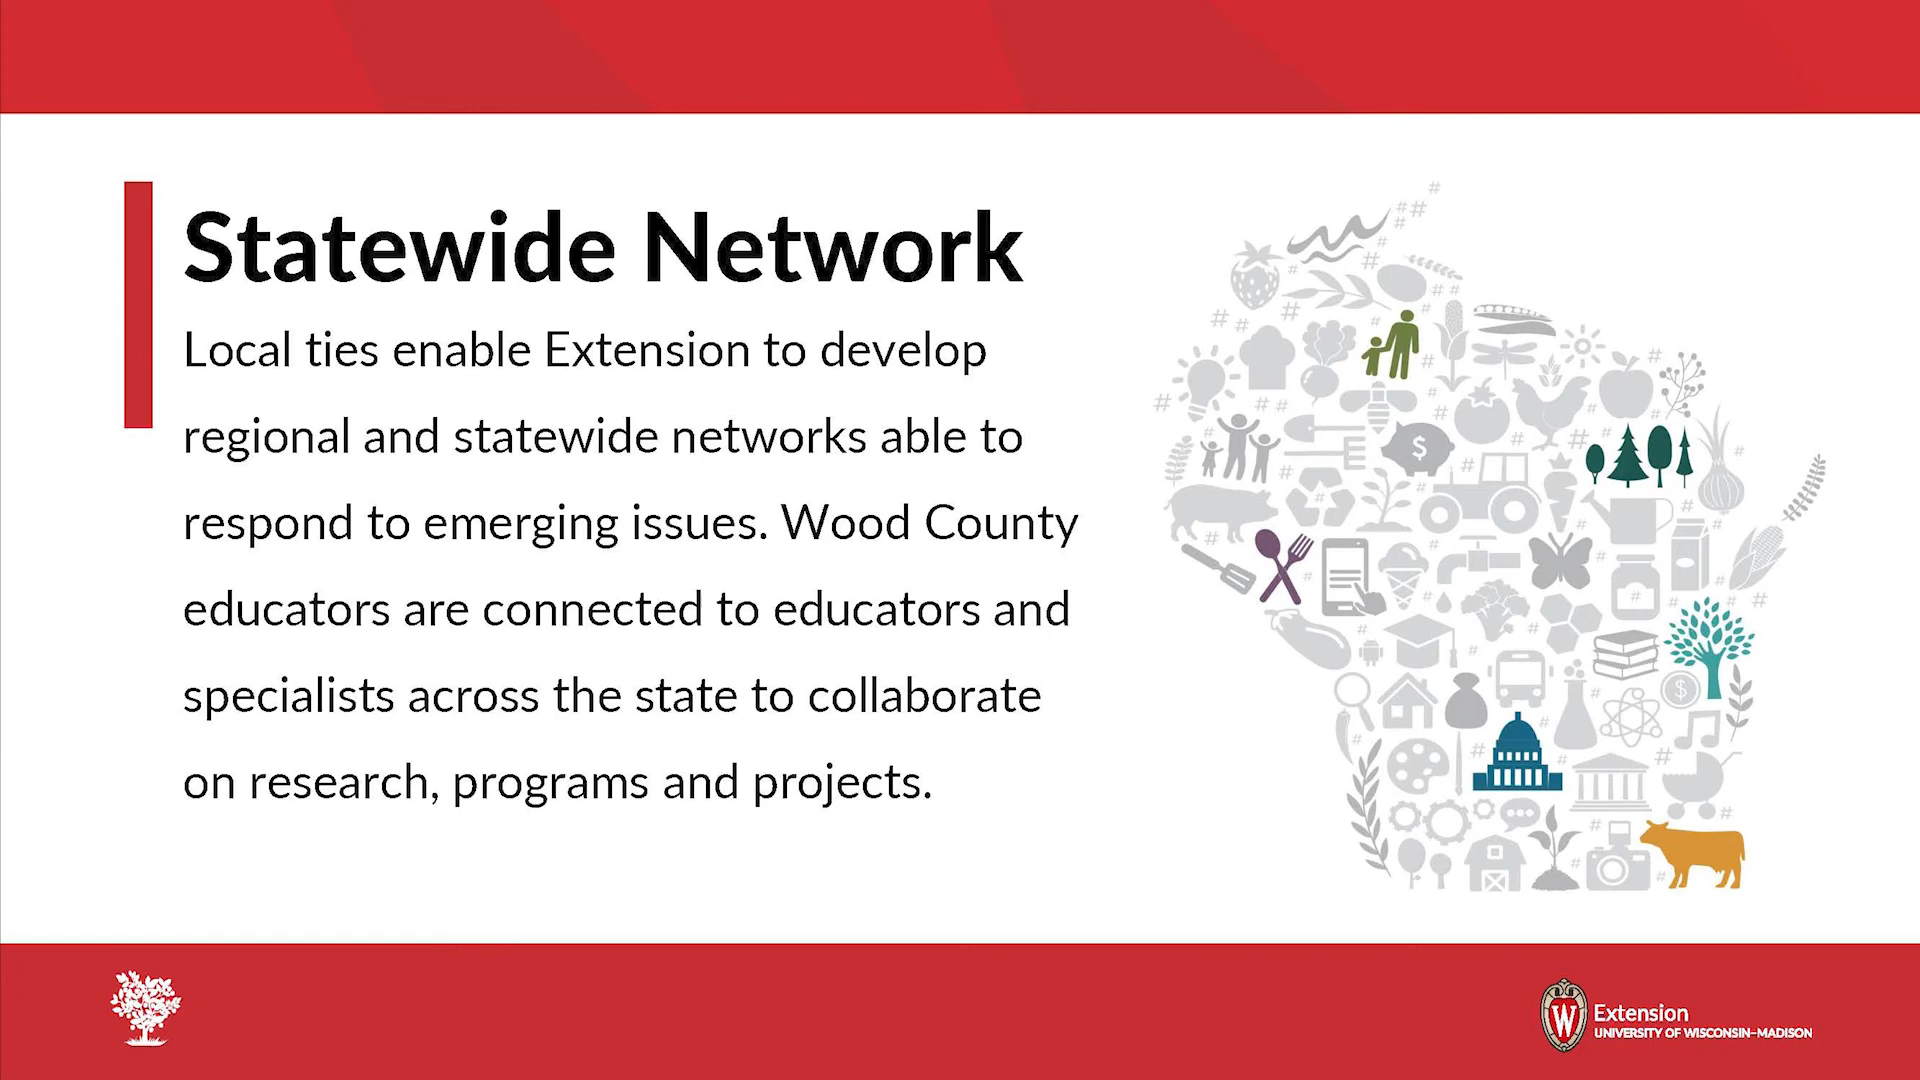 Statewide Network
Local ties enable Extension to develop
regional and statewide networks able to
respond to emerging issues. Wood County
educators are connected to educators and
specialists across the state to collaborate
on research, programs and projects.
W
Extension
UNIVERSITY OF WISCONSIN–MADISON